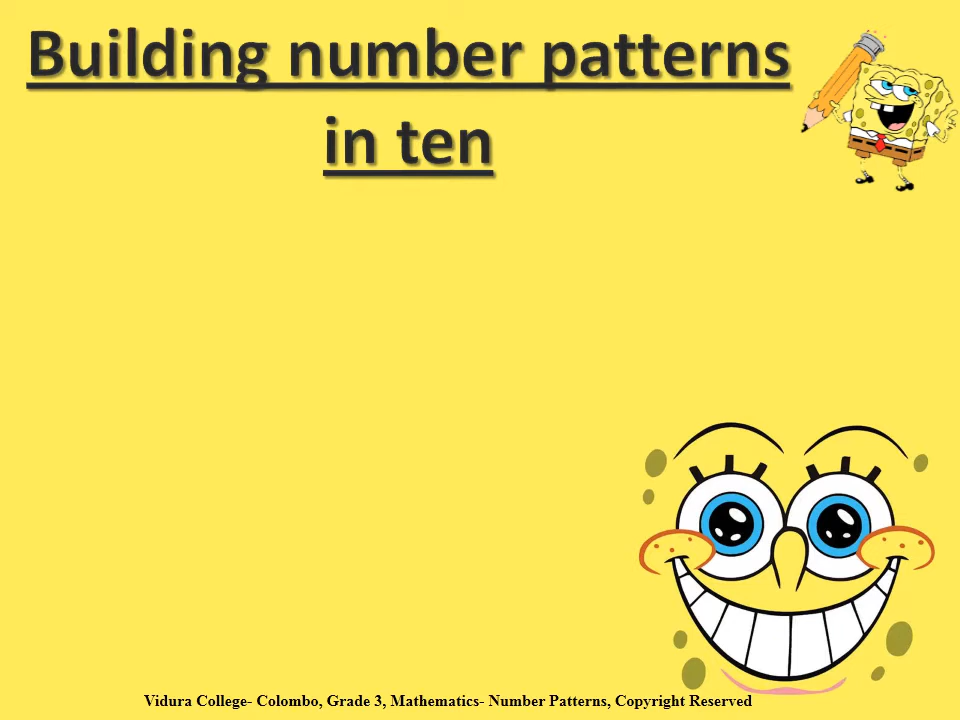 Building number patterns
in ten
Vidura College- Colombo, Grade 3, Mathematics- Number Patterns, Copyright Reserved